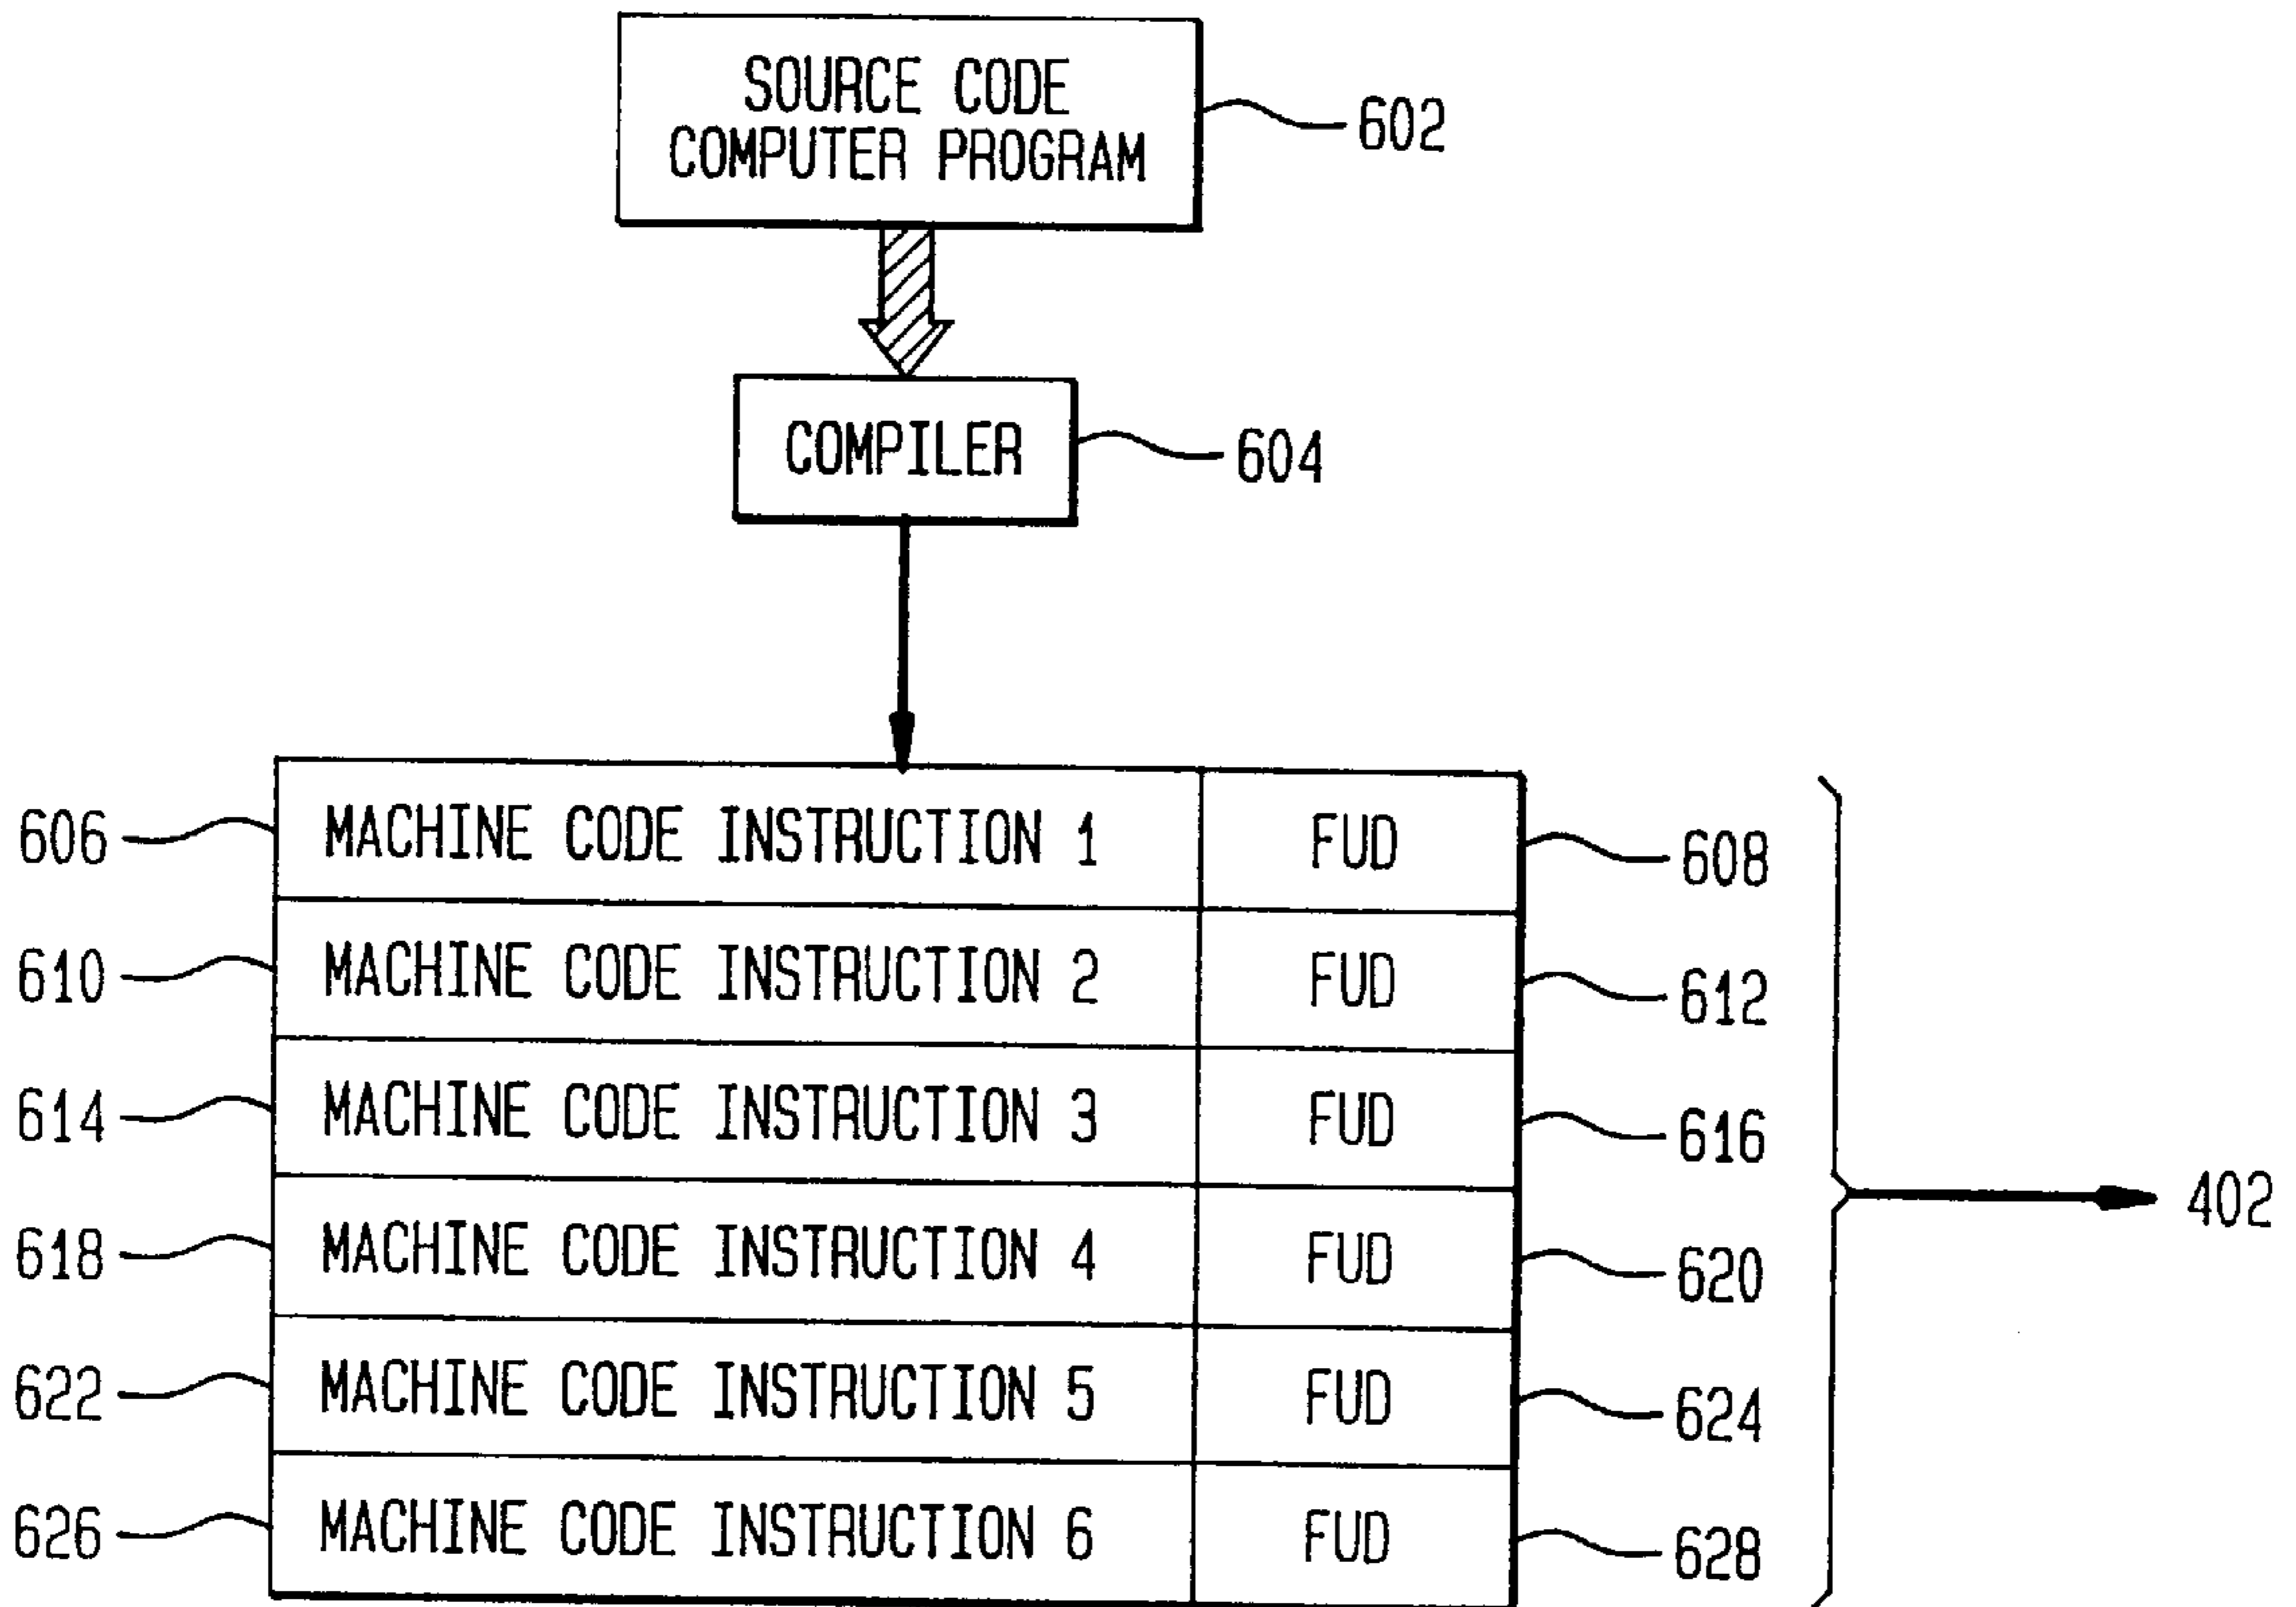 SOURCE CODE
COMPUTER PROGRAM
602
COMPILER
604
606 MACHINE CODE INSTRUCTION 1 FUD 608
610 MACHINE CODE INSTRUCTION 2 FUD 612
614 MACHINE CODE INSTRUCTION 3 FUD 616
618 MACHINE CODE INSTRUCTION 4 FUD 620
402
622 MACHINE CODE INSTRUCTION 5 FUD 624
626 MACHINE CODE INSTRUCTION 6 FUD 628